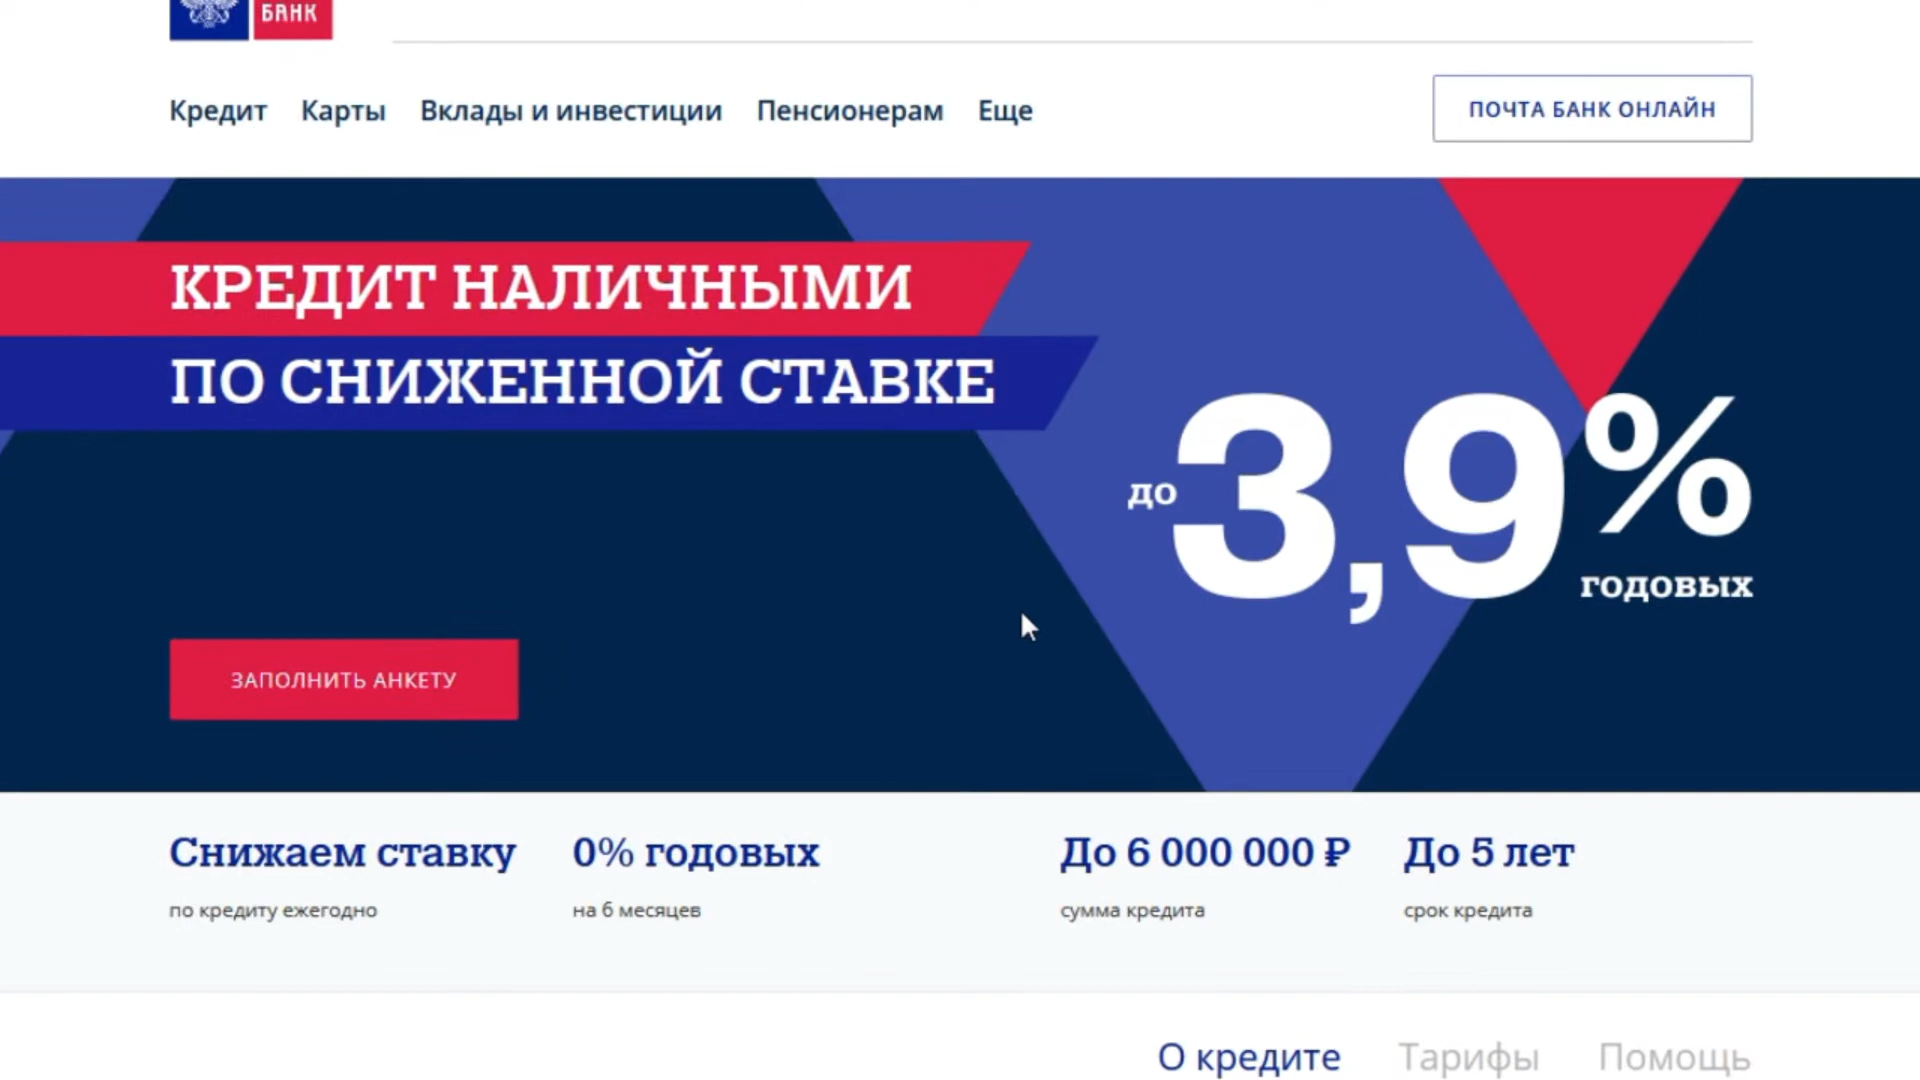 БАНК
Кредит Карты Вклады и инвестиции Пенсионерам Еще
ПОЧТА БАНК ОНЛАЙН
КРЕДИТ НАЛИЧНЫМИ
ПО СНИЖЕННОЙ СТАВКЕ
до 3,9%
годовых
ЗАПОЛНИТЬ АНКЕТУ
Снижаем ставку
по кредиту ежегодно
0% годовых
на 6 месяцев
До 6 000 000 ₽
сумма кредита
До 5 лет
срок кредита
О кредите Тарифы Помощь